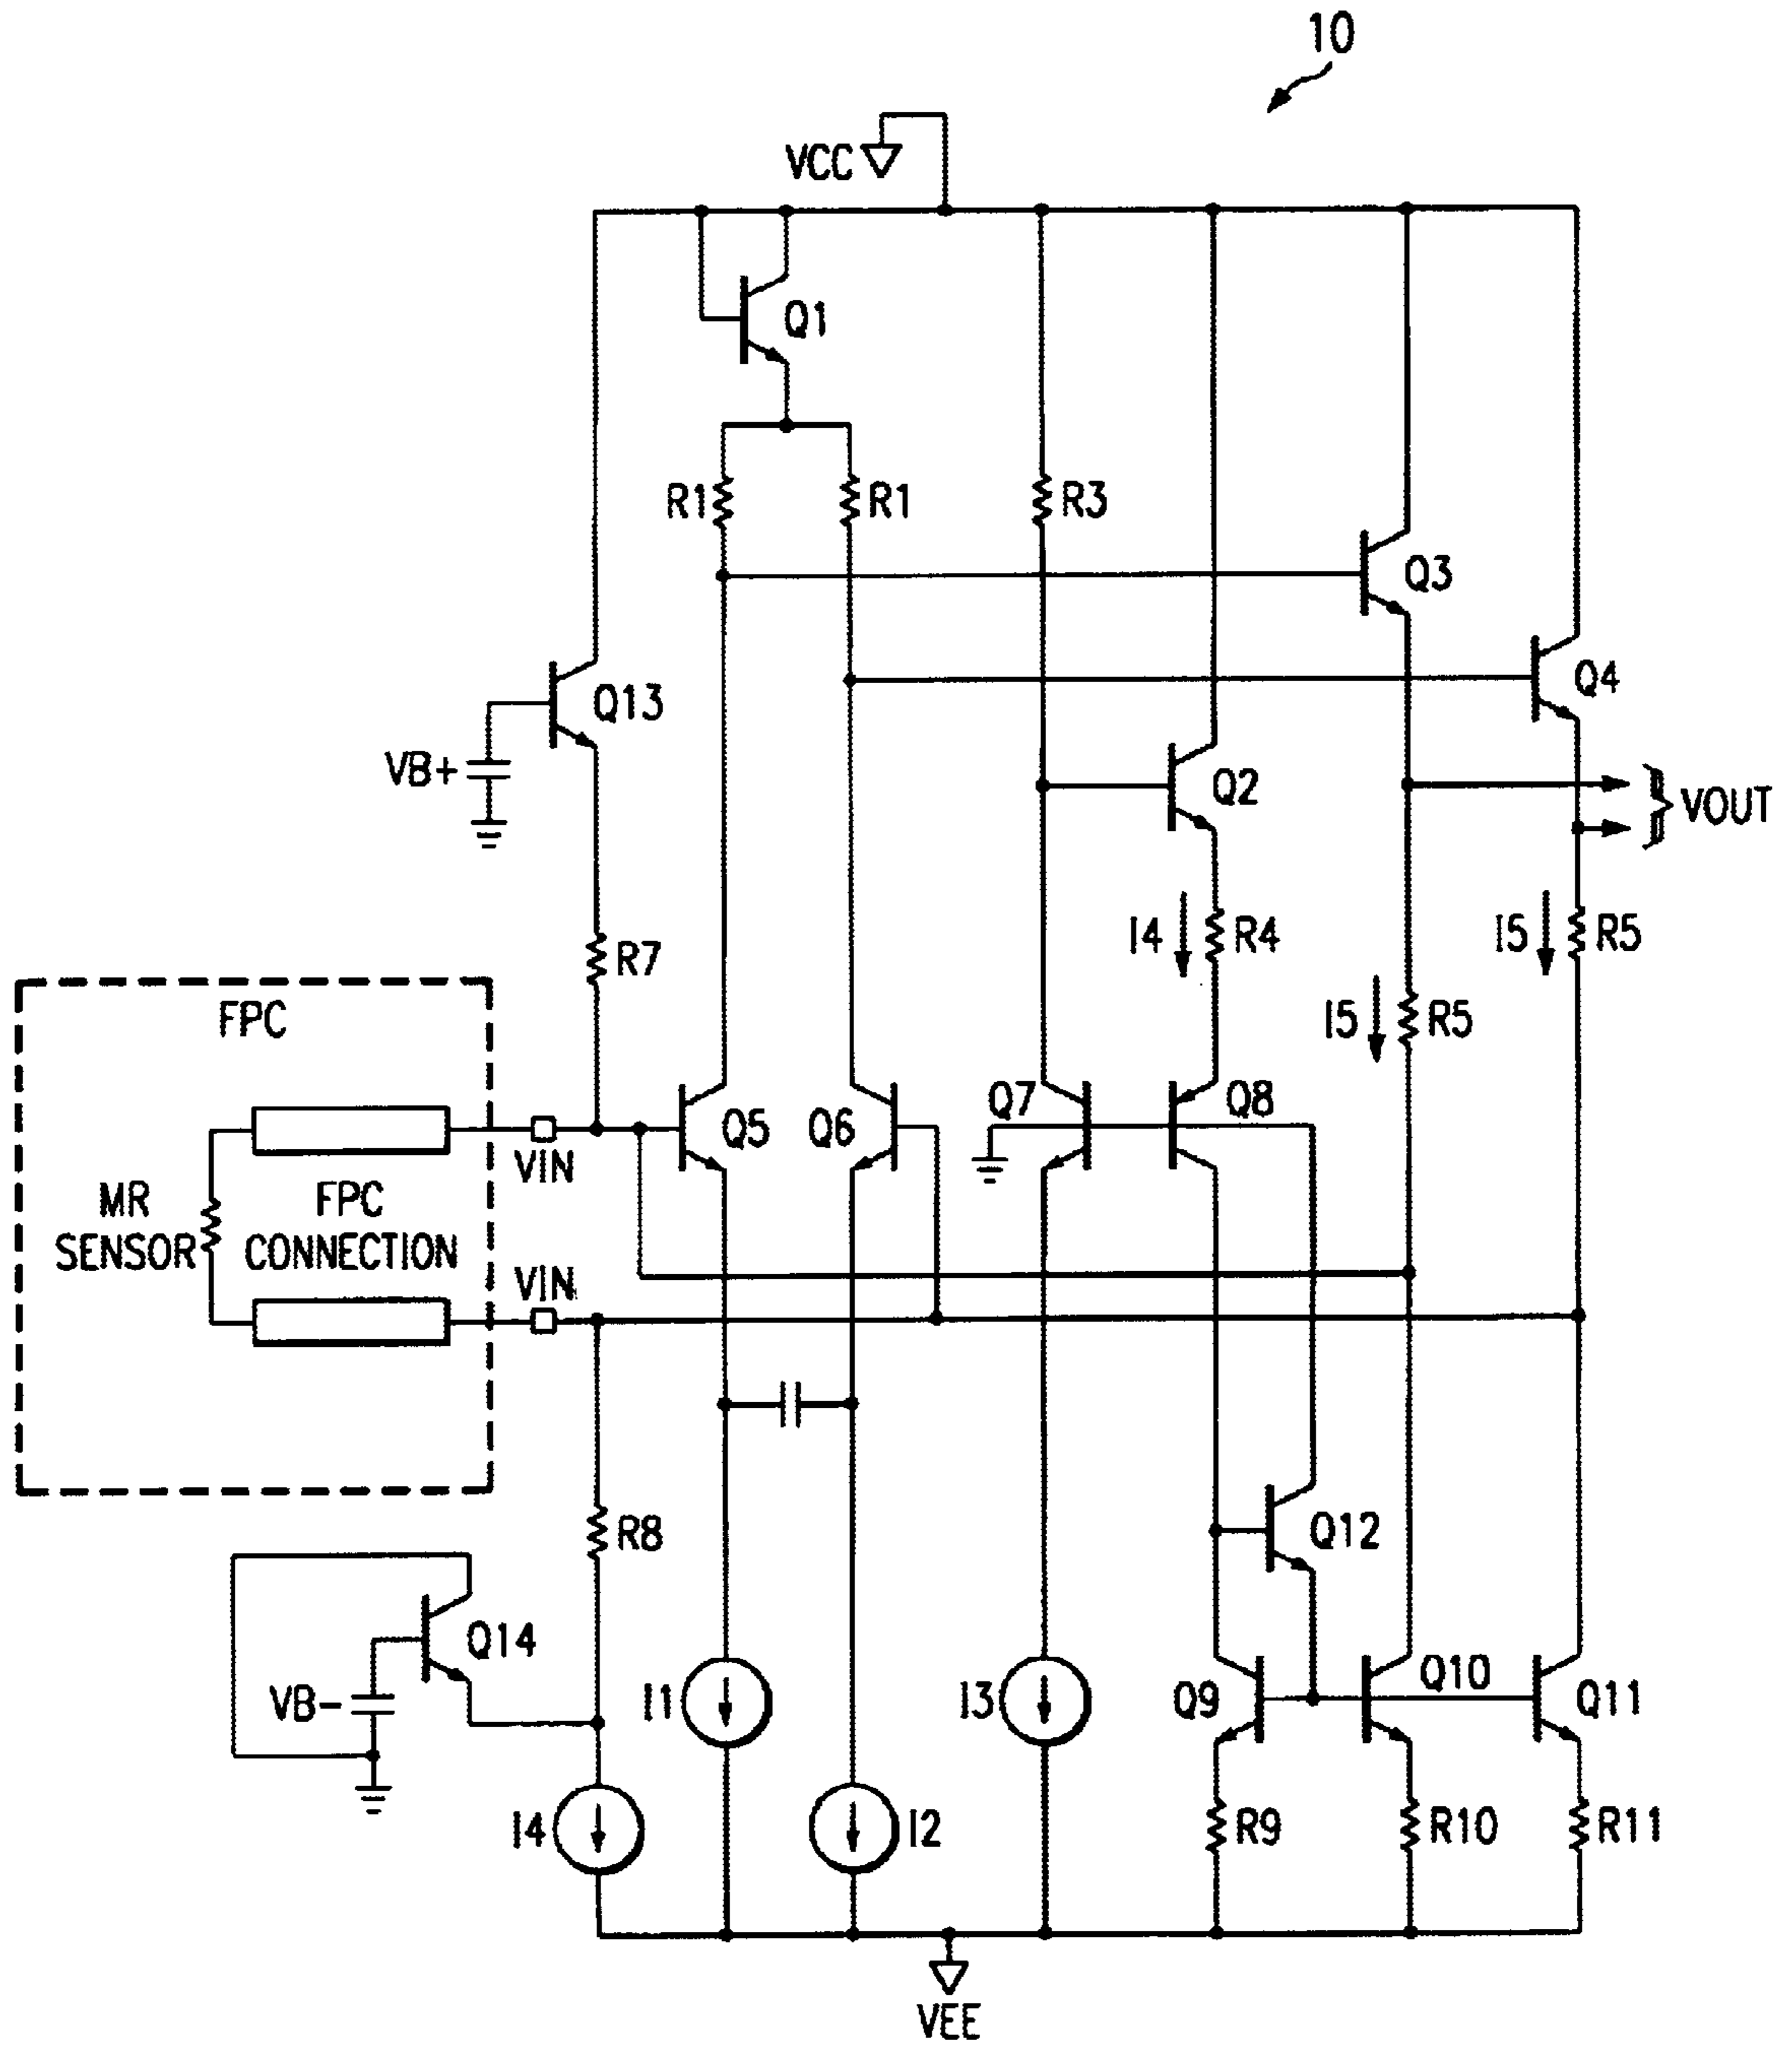 10
VCC
Q1
R1
R1
R3
Q3
Q4
Q13
VB+
Q2
VOUT
I4
R4
I5
R5
R7
I5
R5
FPC
Q7
Q8
Q5
Q6
VIN
MR
SENSOR
FPC
CONNECTION
VIN
R8
Q12
Q14
VB-
I1
I3
Q9
Q10
Q11
I4
I2
R9
R10
R11
VEE